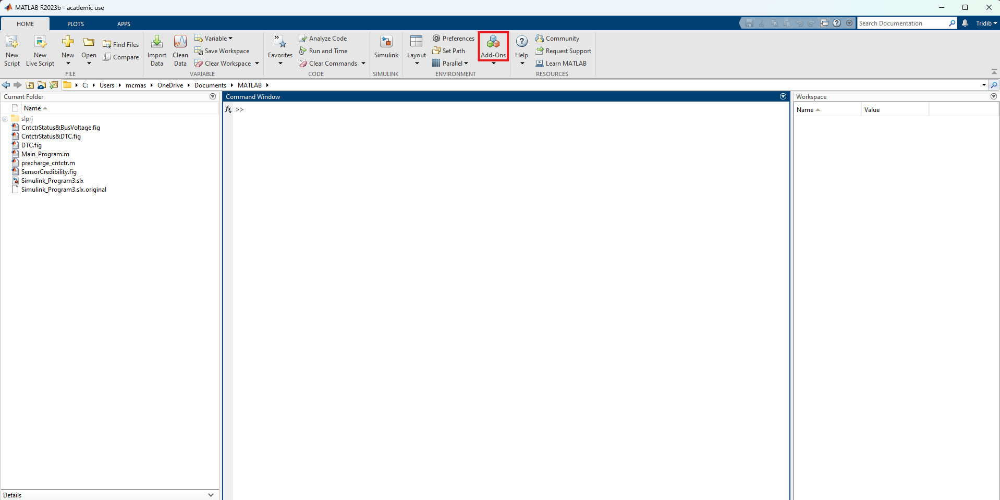 MATLAB R2023b - academic use
HOME PLOTS APPS
Search Documentation Tridib
New Script
New Live Script
New
Open
Find Files
Compare
FILE
Import Data
Clean Data
Variable
Save Workspace
Clear Workspace
VARIABLE
Favorites
Analyze Code
Run and Time
Clear Commands
CODE
Simulink
SIMULINK
Layout
Preferences
Set Path
Parallel
Add-Ons
ENVIRONMENT
Help
Community
Request Support
Learn MATLAB
RESOURCES
C: Users mcmas OneDrive Documents MATLAB
Current Folder
Name
slprj
CntctrStatus&BusVoltage.fig
CntctrStatus&DTC.fig
DTC.fig
Main_Program.m
precharge_cntctr.m
SensorCredibility.fig
Simulink_Program3.slx
Simulink_Program3.slx.original
Details
Command Window
fx >>
Workspace
Name Value